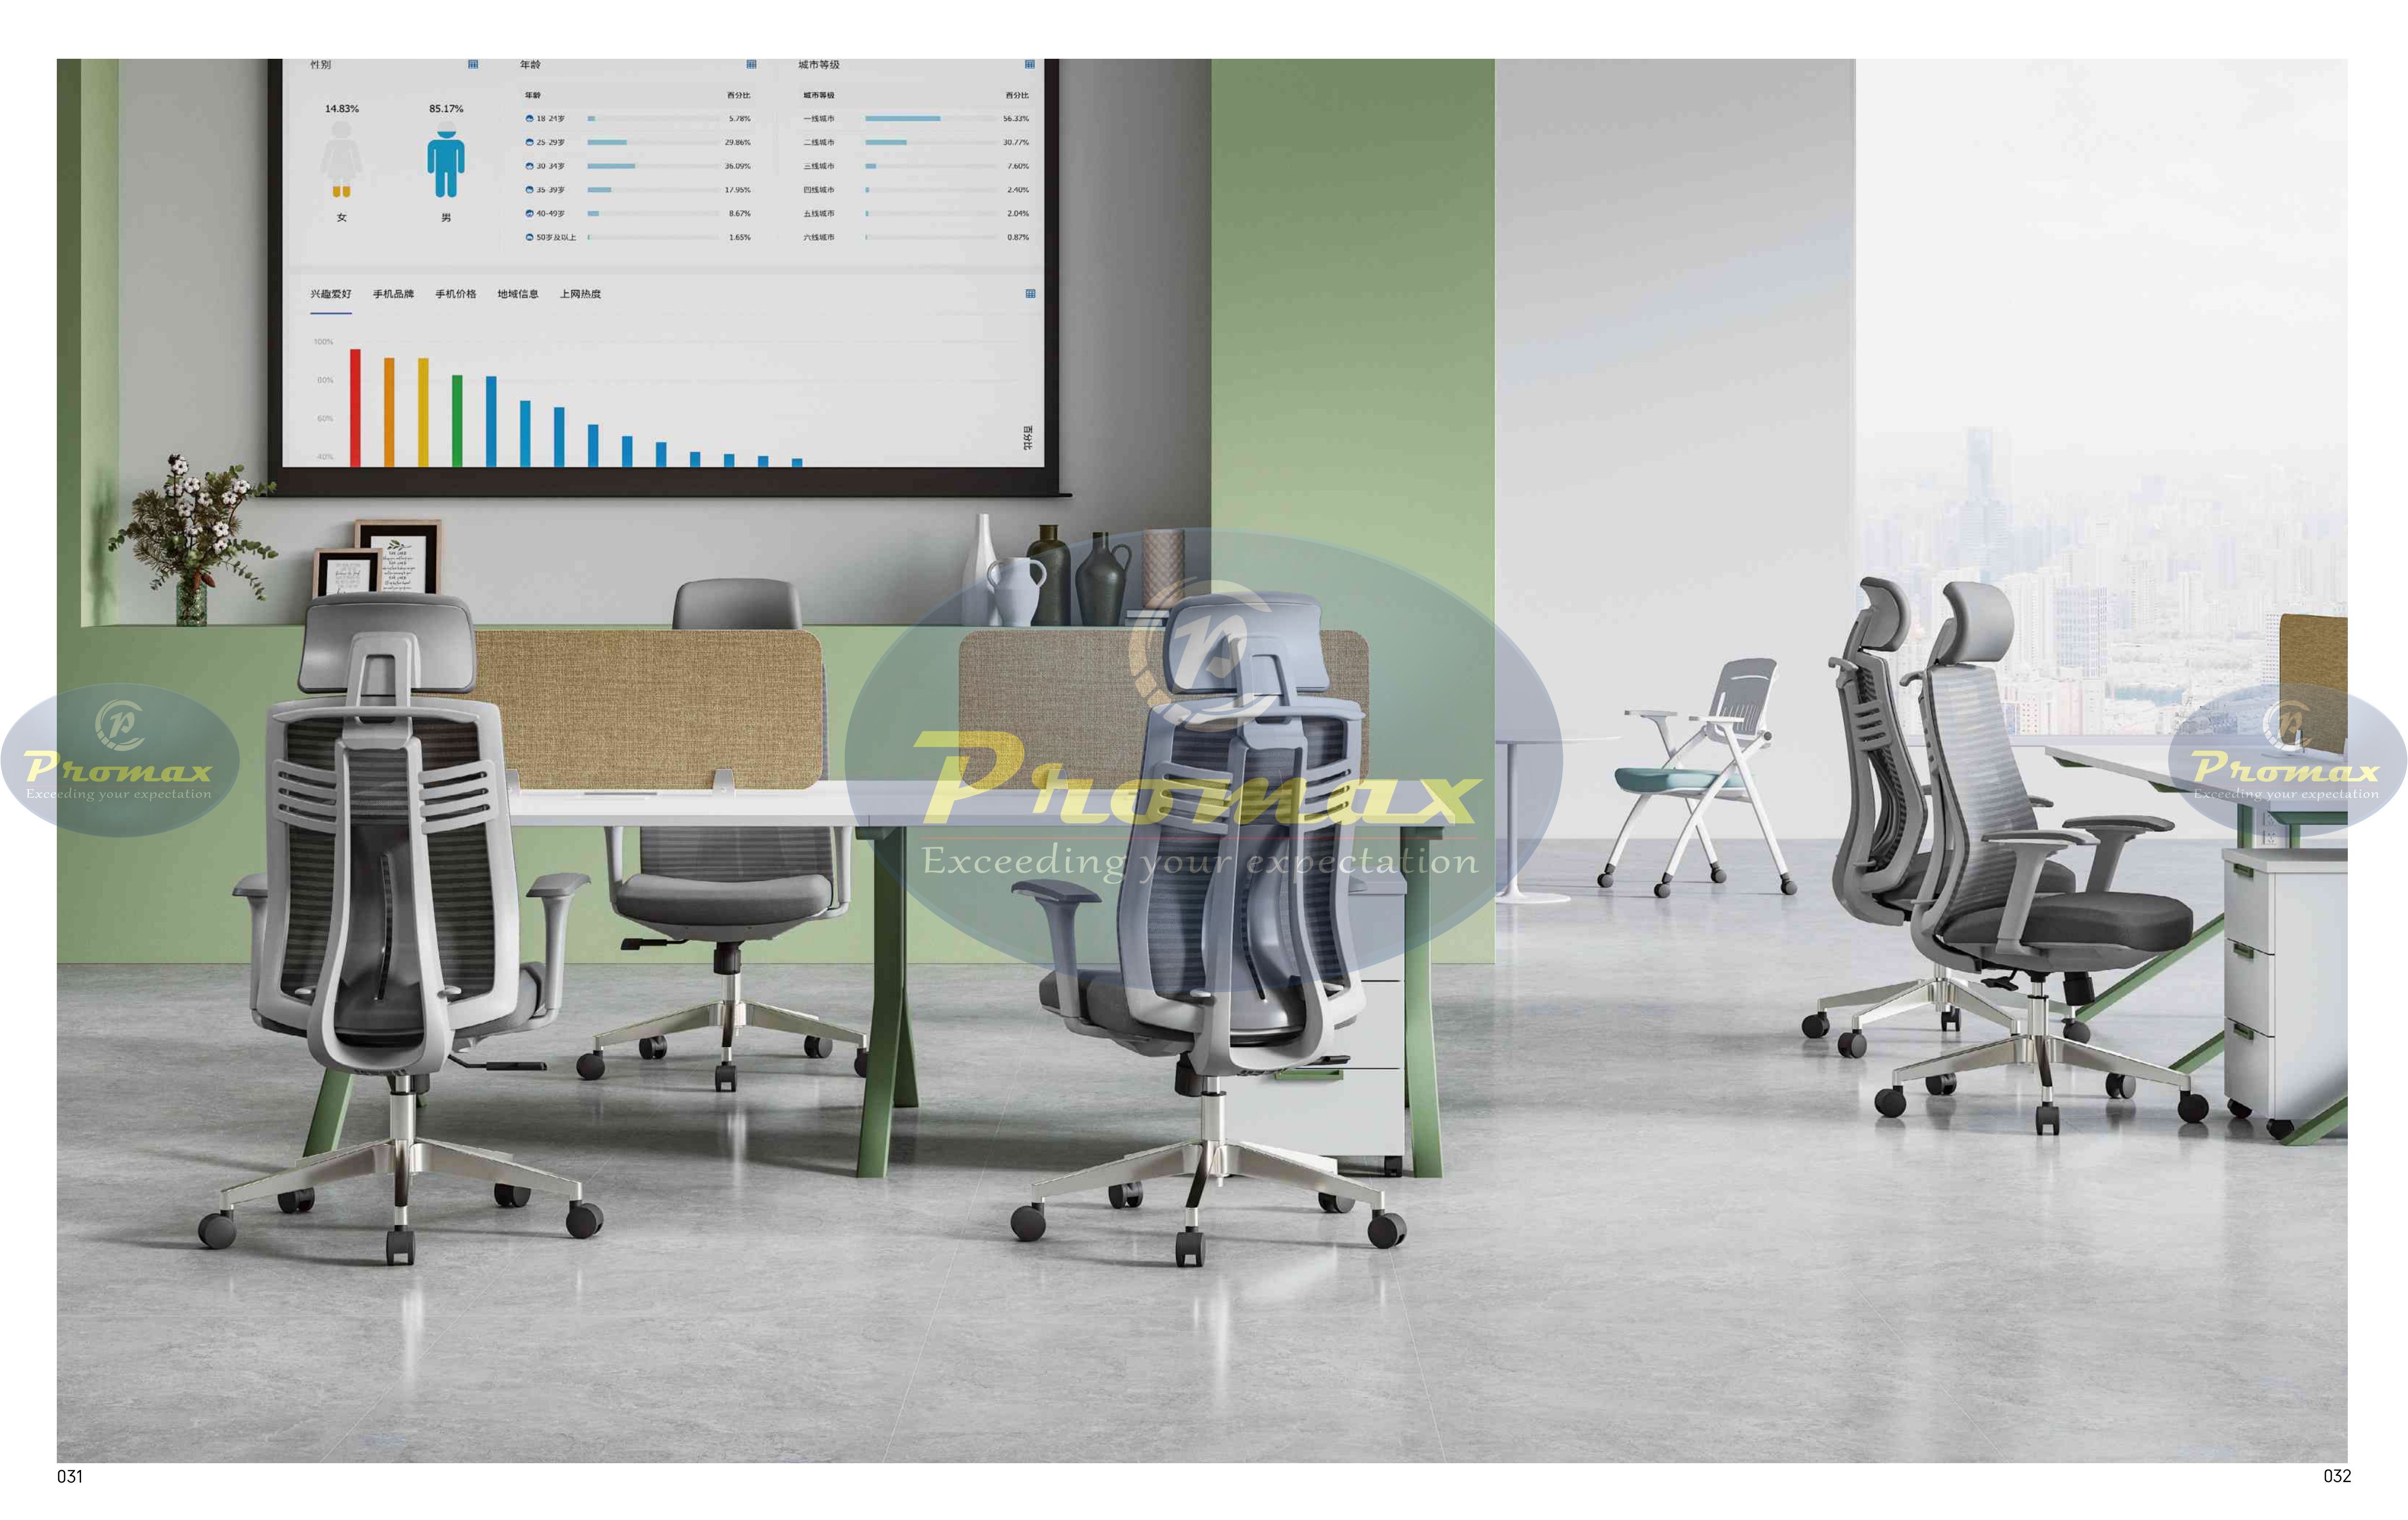 性别
年龄
城市等级
14.83%
85.17%
女
男
年龄 百分比
18-24岁 5.78%
25-29岁 29.86%
30-34岁 36.09%
35-39岁 17.95%
40-49岁 8.67%
50岁及以上 1.65%
城市等级 百分比
一线城市 56.33%
二线城市 30.77%
三线城市 7.60%
四线城市 2.40%
五线城市 2.04%
六线城市 0.87%
兴趣爱好 手机品牌 手机价格 地域信息 上网热度
100%
80%
60%
40%
百分比
Promax
Exceeding your expectation
Promax
Exceeding your expectation
Promax
Exceeding your expectation
031
032